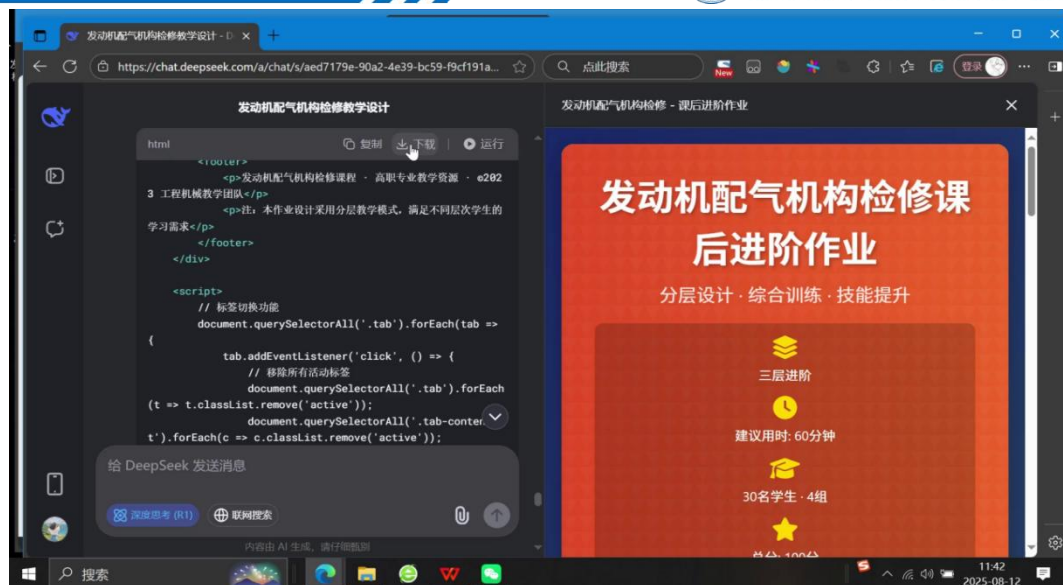 发动机配气机构检修教学设计 - D
https://chat.deepseek.com/a/chat/s/aed7179e-90a2-4e39-bc59-f9cf191a...
点此搜索
New
登录
发动机配气机构检修教学设计
html
复制
下载
运行
<footer>
<p>发动机配气机构检修课程 · 高职专业教学资源 · ©202
3 工程机械教学团队</p>
<p>注：本作业设计采用分层教学模式，满足不同层次学生的
学习需求</p>
</footer>
</div>
<script>
// 标签切换功能
document.querySelectorAll('.tab').forEach(tab =>
{
tab.addEventListener('click', () => {
// 移除所有活动标签
document.querySelectorAll('.tab').forEach
(t => t.classList.remove('active'));
document.querySelectorAll('.tab-conten
t').forEach(c => c.classList.remove('active'));
给 DeepSeek 发送消息
深度思考 (R1)
联网搜索
内容由 AI 生成，请仔细甄别
发动机配气机构检修 - 课后进阶作业
发动机配气机构检修课
后进阶作业
分层设计 · 综合训练 · 技能提升
三层进阶
建议用时: 60分钟
30名学生 · 4组
总分: 100分
搜索
11:42
2025-08-12